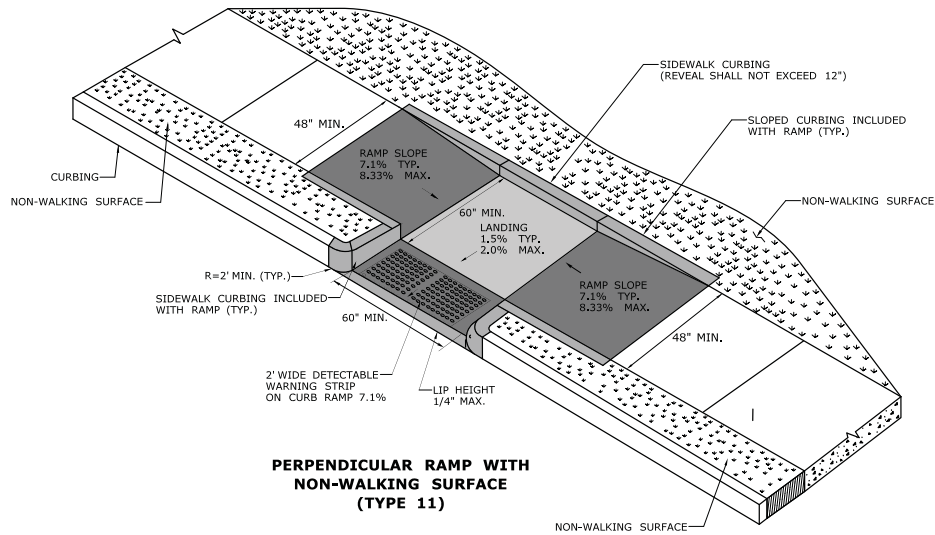 SIDEWALK CURBING
(REVEAL SHALL NOT EXCEED 12")
SLOPED CURBING INCLUDED
WITH RAMP (TYP.)
48" MIN.
RAMP SLOPE
7.1% TYP.
8.33% MAX.
CURBING
NON-WALKING SURFACE
NON-WALKING SURFACE
60" MIN.
LANDING
1.5% TYP.
2.0% MAX.
R=2' MIN. (TYP.)
RAMP SLOPE
7.1% TYP.
8.33% MAX.
SIDEWALK CURBING INCLUDED
WITH RAMP (TYP.)
60" MIN.
48" MIN.
2' WIDE DETECTABLE
WARNING STRIP
ON CURB RAMP 7.1%
LIP HEIGHT
1/4" MAX.
PERPENDICULAR RAMP WITH
NON-WALKING SURFACE
(TYPE 11)
NON-WALKING SURFACE